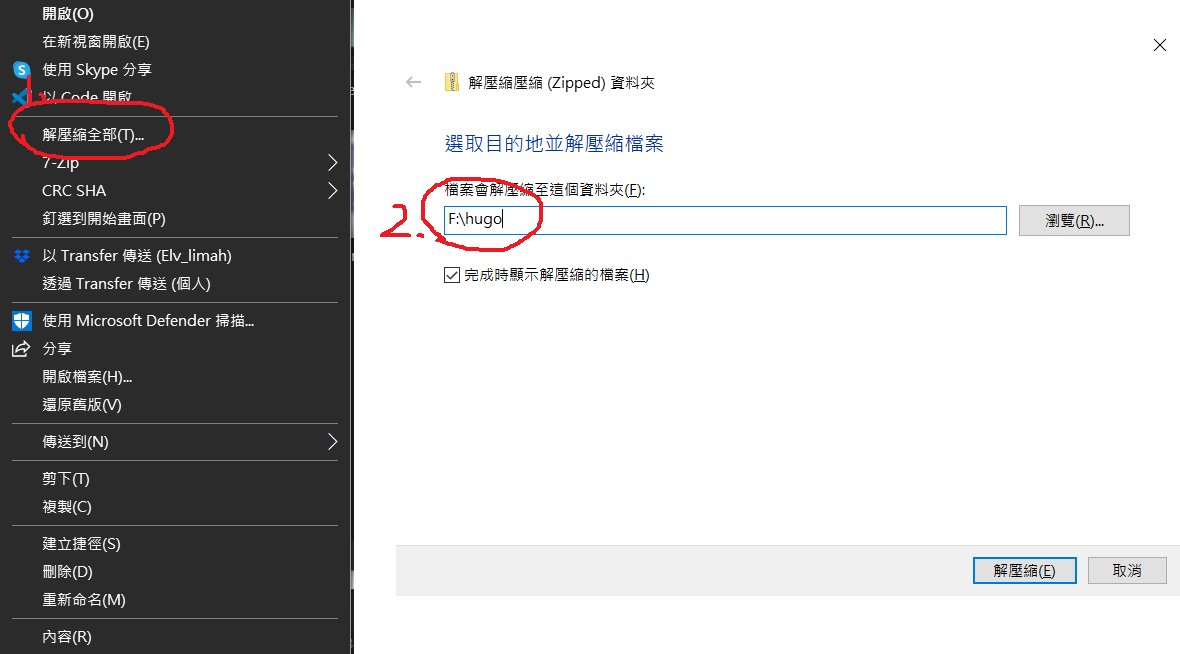 開啟(O)
在新視窗開啟(E)
使用 Skype 分享
1.
以 Code 開啟
解壓縮全部(T)...
7-Zip
CRC SHA
釘選到開始畫面(P)
以 Transfer 傳送 (Elv_limah)
透過 Transfer 傳送 (個人)
使用 Microsoft Defender 掃描...
分享
開啟檔案(H)...
還原舊版(V)
傳送到(N)
剪下(T)
複製(C)
建立捷徑(S)
刪除(D)
重新命名(M)
內容(R)
解壓縮壓縮 (Zipped) 資料夾
選取目的地並解壓縮檔案
檔案會解壓縮至這個資料夾(F):
2.
F:\hugo
瀏覽(R)...
完成時顯示解壓縮的檔案(H)
解壓縮(E)
取消